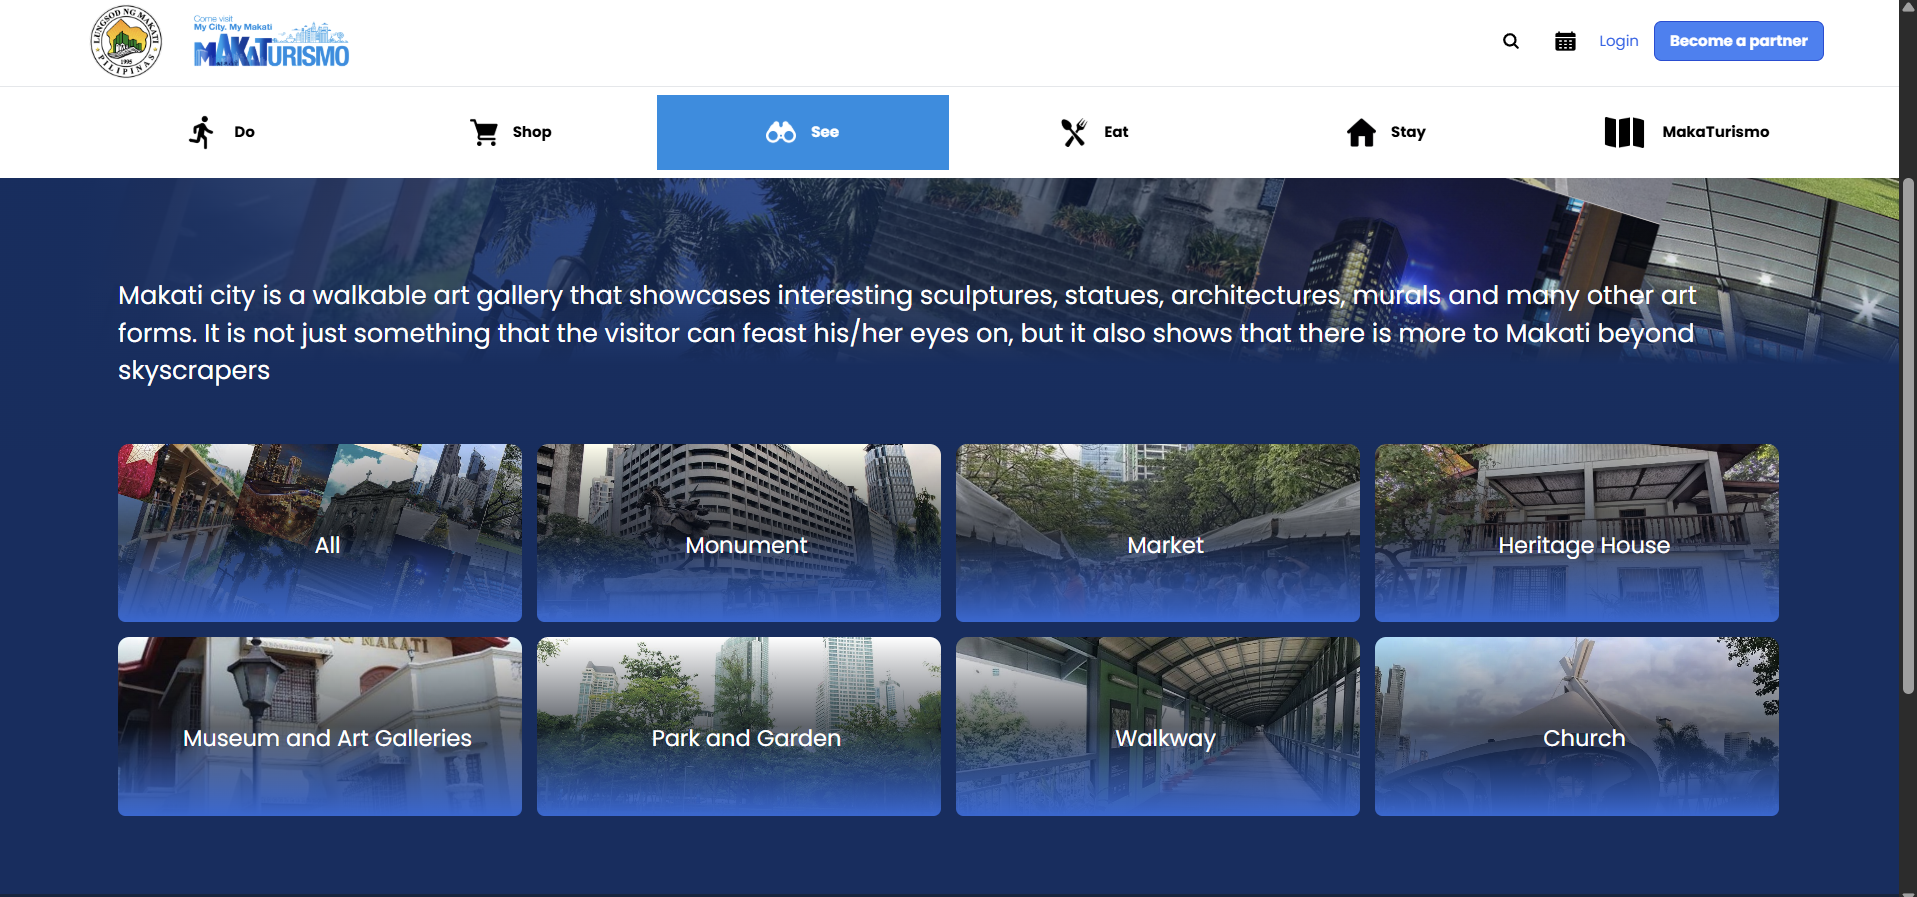 LUNGSOD NG MAKATI
PILIPINAS
1995
Come visit
My City, My Makati
MAKATURISMO
Login
Become a partner
Do
Shop
See
Eat
Stay
MakaTurismo
Makati city is a walkable art gallery that showcases interesting sculptures, statues, architectures, murals and many other art
forms. It is not just something that the visitor can feast his/her eyes on, but it also shows that there is more to Makati beyond
skyscrapers
All
Monument
Market
Heritage House
MAKATI
Museum and Art Galleries
Park and Garden
Walkway
Church